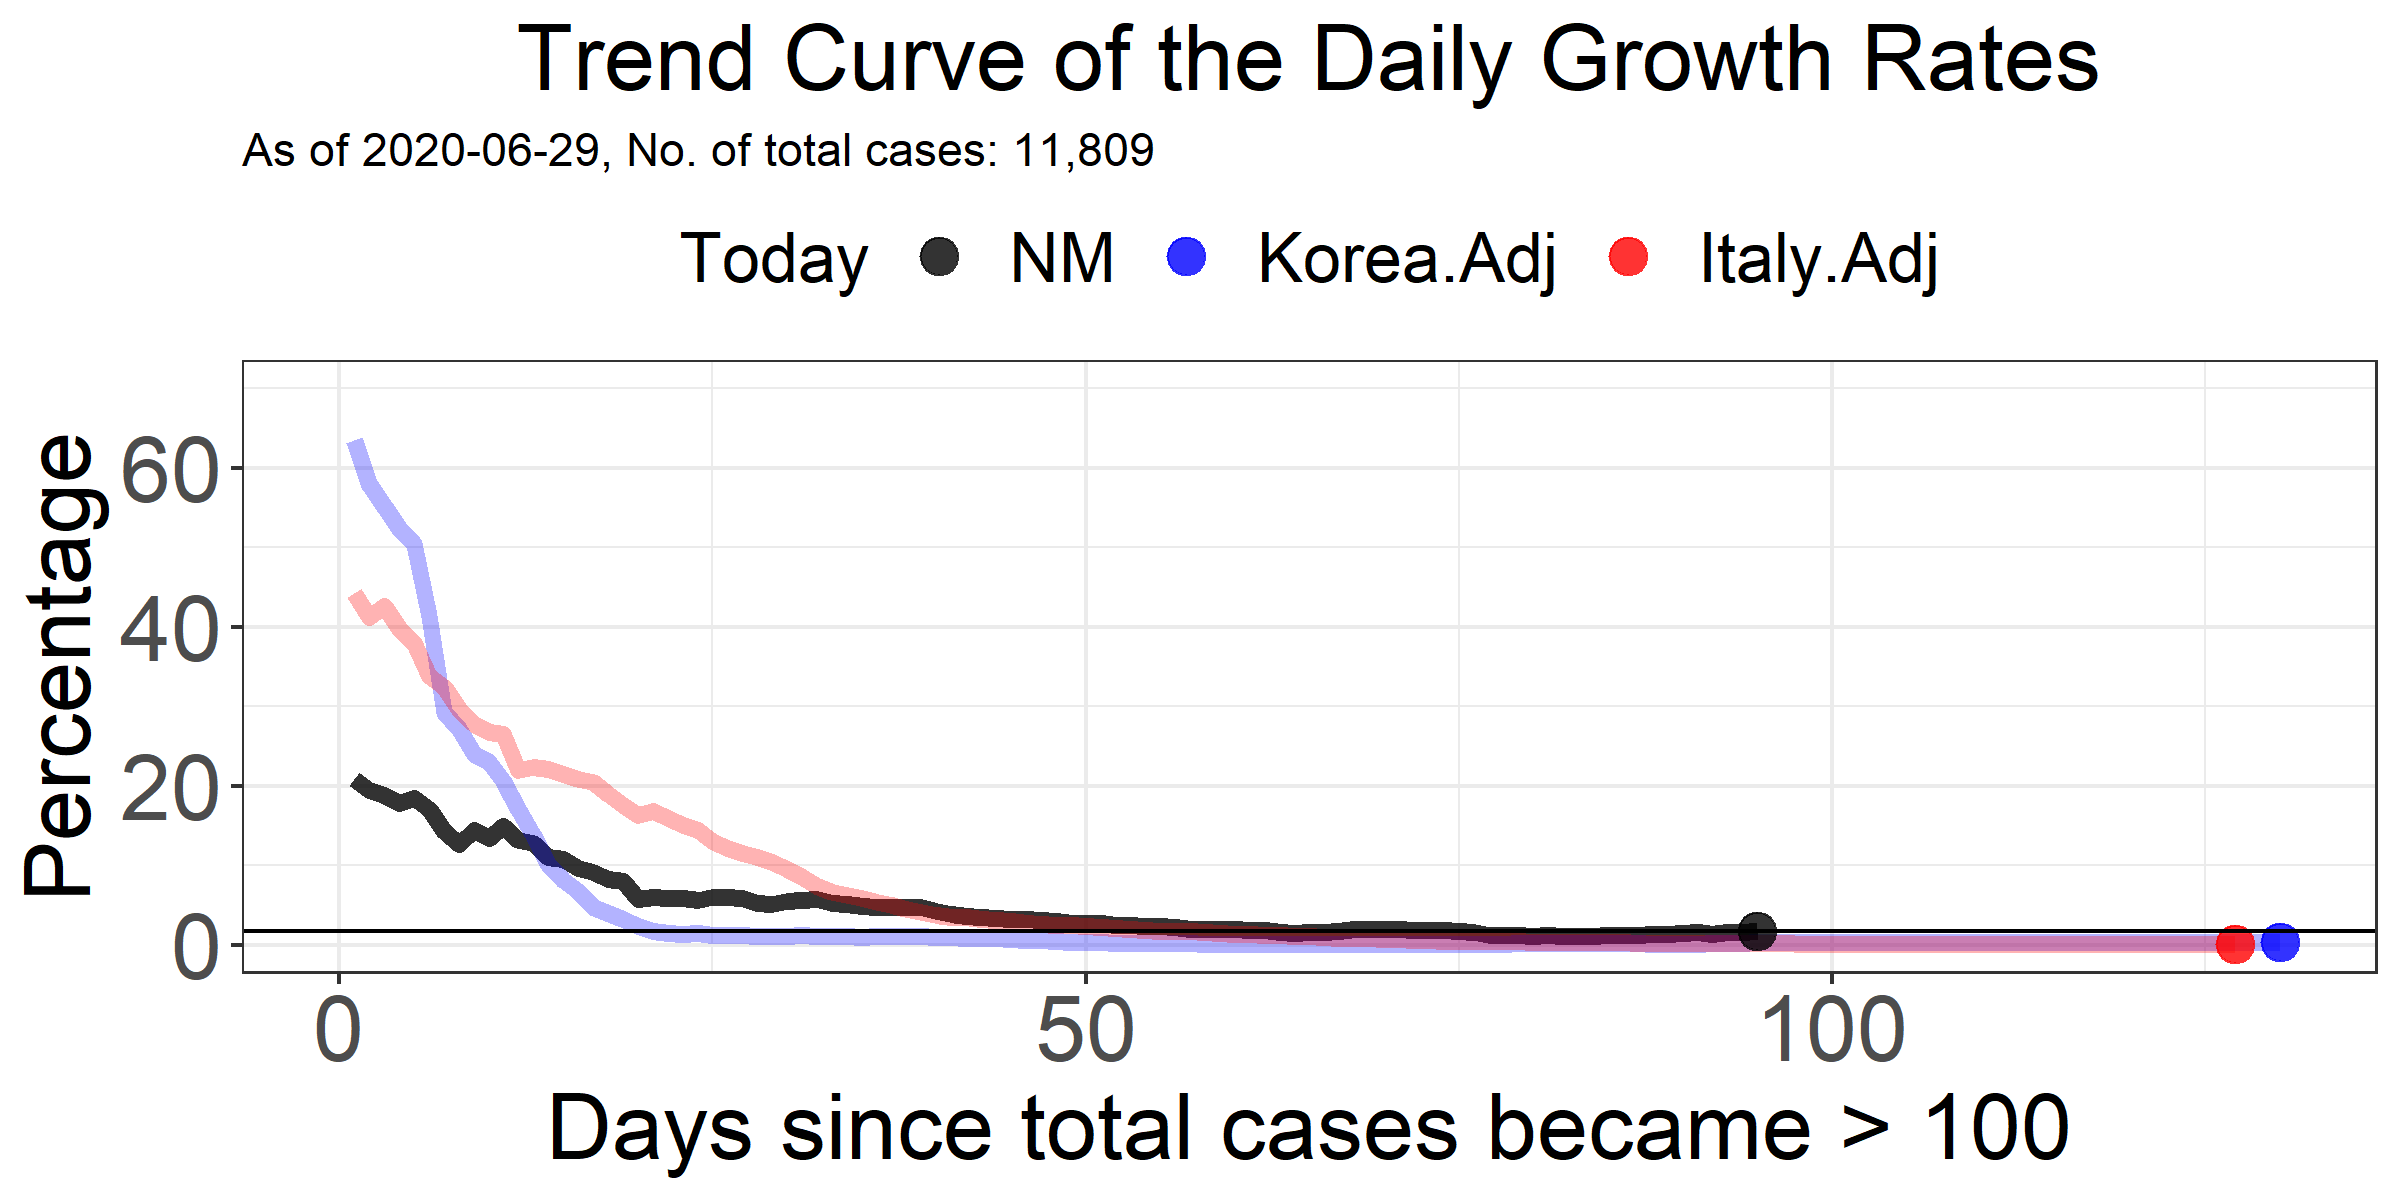 Trend Curve of the Daily Growth Rates
As of 2020-06-29, No. of total cases: 11,809
Today NM Korea.Adj Italy.Adj
Percentage
60
40
20
0
0 50 100
Days since total cases became > 100